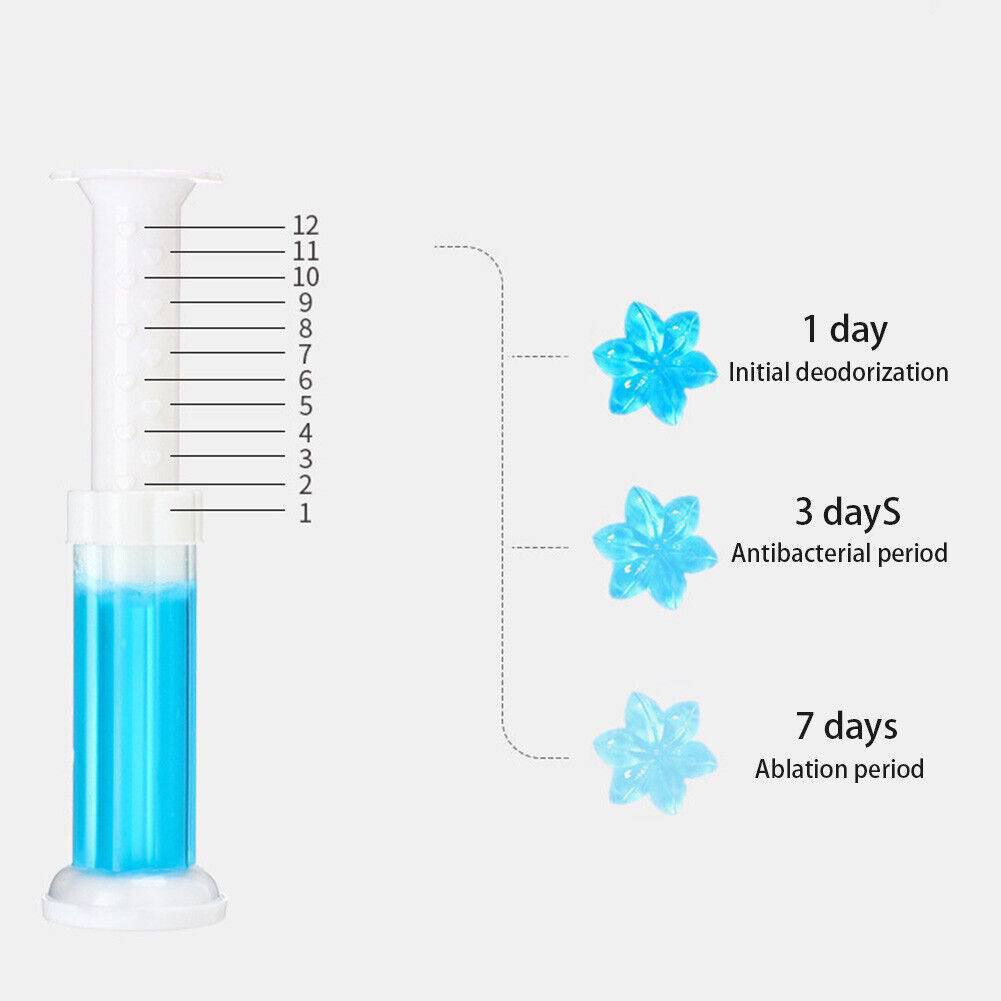 12
11
10
9
8
7
6
5
4
3
2
1
1 day
Initial deodorization
3 dayS
Antibacterial period
7 days
Ablation period